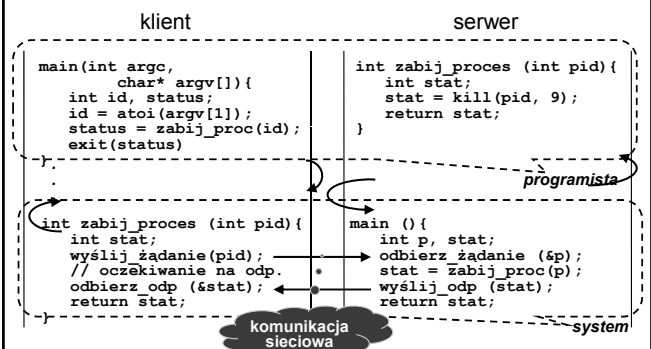 klient
serwer
main(int argc,
char* argv[]){
int id, status;
id = atoi(argv[1]);
status = zabij_proc(id);
exit(status)
}
.
.
int zabij_proces (int pid){
int stat;
stat = kill(pid, 9);
return stat;
}
programista
int zabij_proces (int pid){
int stat;
wyślij_żądanie(pid);
// oczekiwanie na odp.
odbierz_odp (&stat);
return stat;
}
main (){
int p, stat;
odbierz_żądanie (&p);
stat = zabij_proc(p);
wyślij_odp (stat);
return stat;
system
komunikacja
sieciowa